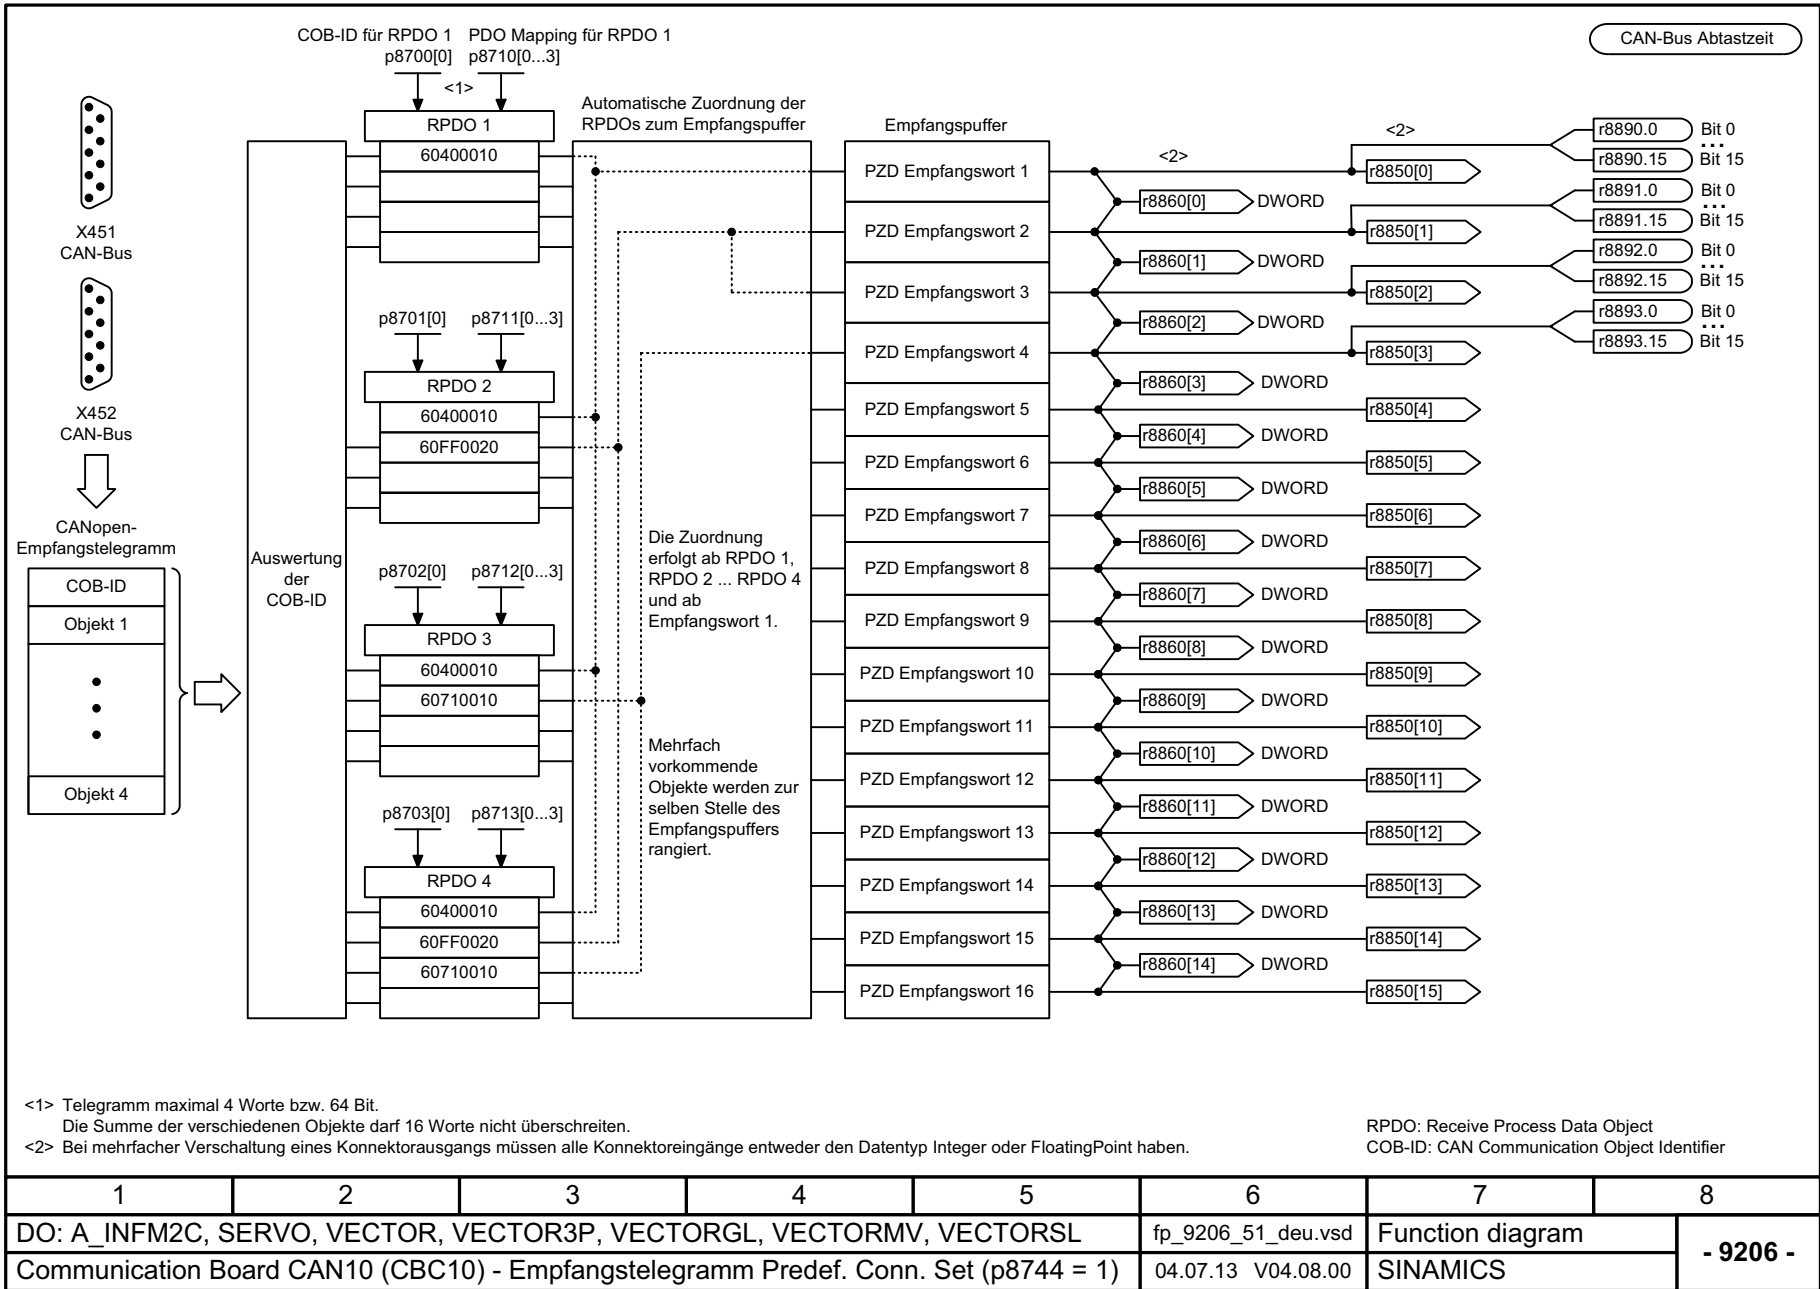 COB-ID für RPDO 1 PDO Mapping für RPDO 1
p8700[0] p8710[0...3]
<1>
CAN-Bus Abtastzeit
X451
CAN-Bus
X452
CAN-Bus
CANopen-
Empfangstelegramm
COB-ID
Objekt 1
Objekt 4
Auswertung
der
COB-ID
RPDO 1
60400010
p8701[0] p8711[0...3]
RPDO 2
60400010
60FF0020
p8702[0] p8712[0...3]
RPDO 3
60400010
60710010
p8703[0] p8713[0...3]
RPDO 4
60400010
60FF0020
60710010
Automatische Zuordnung der
RPDOs zum Empfangspuffer
Die Zuordnung
erfolgt ab RPDO 1,
RPDO 2 ... RPDO 4
und ab
Empfangswort 1.
Mehrfach
vorkommende
Objekte werden zur
selben Stelle des
Empfangspuffers
rangiert.
Empfangspuffer
PZD Empfangswort 1
PZD Empfangswort 2
PZD Empfangswort 3
PZD Empfangswort 4
PZD Empfangswort 5
PZD Empfangswort 6
PZD Empfangswort 7
PZD Empfangswort 8
PZD Empfangswort 9
PZD Empfangswort 10
PZD Empfangswort 11
PZD Empfangswort 12
PZD Empfangswort 13
PZD Empfangswort 14
PZD Empfangswort 15
PZD Empfangswort 16
<2>
r8860[0] DWORD
r8860[1] DWORD
r8860[2] DWORD
r8860[3] DWORD
r8860[4] DWORD
r8860[5] DWORD
r8860[6] DWORD
r8860[7] DWORD
r8860[8] DWORD
r8860[9] DWORD
r8860[10] DWORD
r8860[11] DWORD
r8860[12] DWORD
r8860[13] DWORD
r8860[14] DWORD
<2>
r8850[0]
r8850[1]
r8850[2]
r8850[3]
r8850[4]
r8850[5]
r8850[6]
r8850[7]
r8850[8]
r8850[9]
r8850[10]
r8850[11]
r8850[12]
r8850[13]
r8850[14]
r8850[15]
r8890.0 Bit 0
...
r8890.15 Bit 15
r8891.0 Bit 0
...
r8891.15 Bit 15
r8892.0 Bit 0
...
r8892.15 Bit 15
r8893.0 Bit 0
...
r8893.15 Bit 15
<1> Telegramm maximal 4 Worte bzw. 64 Bit.
Die Summe der verschiedenen Objekte darf 16 Worte nicht überschreiten.
<2> Bei mehrfacher Verschaltung eines Konnektorausgangs müssen alle Konnektoreingänge entweder den Datentyp Integer oder FloatingPoint haben.
RPDO: Receive Process Data Object
COB-ID: CAN Communication Object Identifier
1 2 3 4 5 6 7 8
DO: A_INFM2C, SERVO, VECTOR, VECTOR3P, VECTORGL, VECTORMV, VECTORSL
fp_9206_51_deu.vsd
Function diagram
- 9206 -
Communication Board CAN10 (CBC10) - Empfangstelegramm Predef. Conn. Set (p8744 = 1)
04.07.13 V04.08.00
SINAMICS